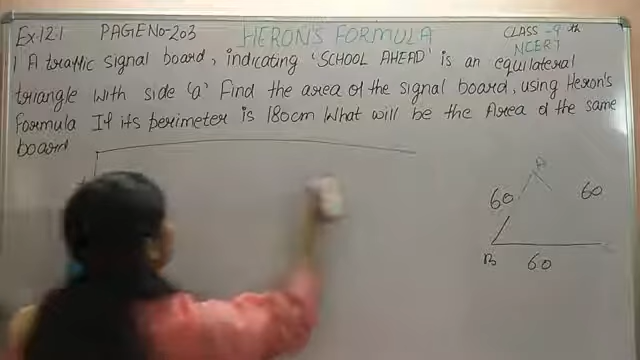 Ex:12.1 PAGE No-203 HERON'S FORMULA CLASS -9th
NCERT
1 A traffic signal board, indicating 'SCHOOL AHEAD' is an equilateral
triangle with side 'a' Find the area of the signal board, using Heron's
Formula If its perimeter is 180cm What will be the Area of the same
board
A
60 60
B 60